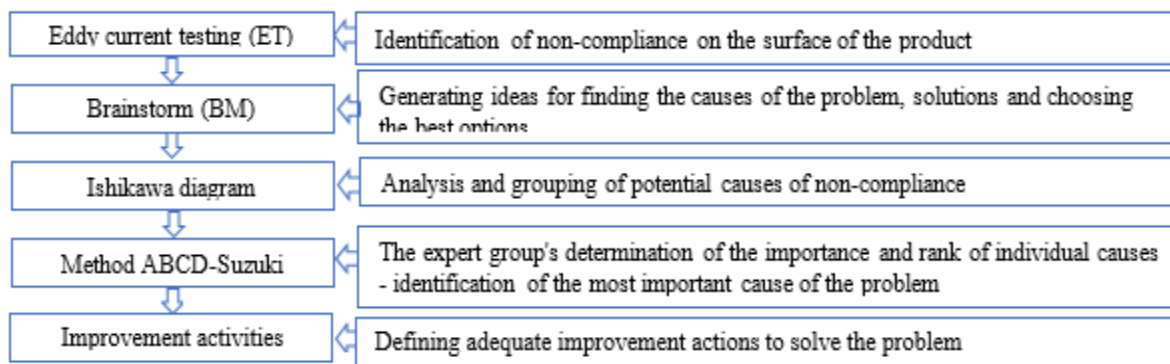 Eddy current testing (ET)
Identification of non-compliance on the surface of the product
Brainstorm (BM)
Generating ideas for finding the causes of the problem, solutions and choosing
the best options
Ishikawa diagram
Analysis and grouping of potential causes of non-compliance
Method ABCD-Suzuki
The expert group's determination of the importance and rank of individual causes
- identification of the most important cause of the problem
Improvement activities
Defining adequate improvement actions to solve the problem